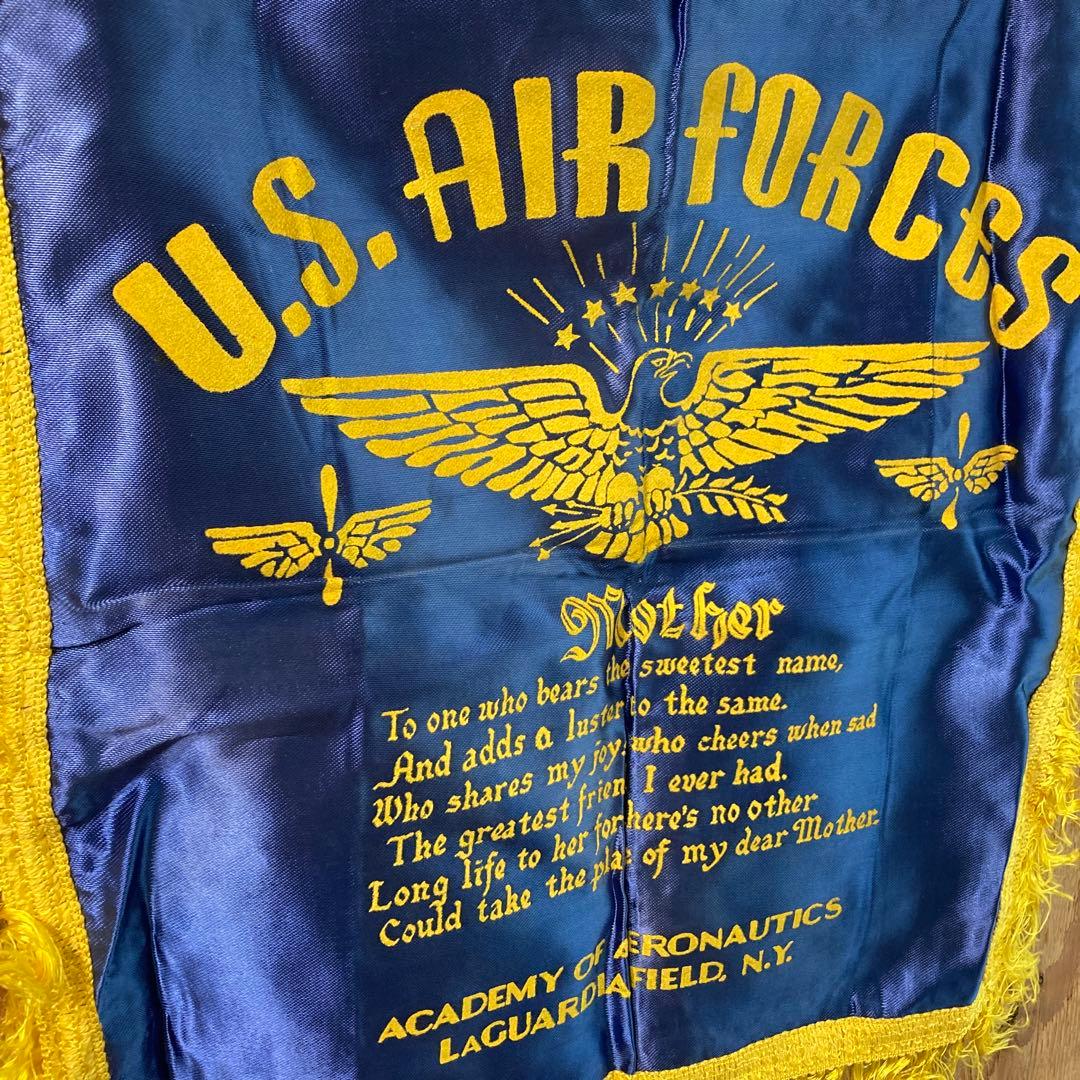 U.S. AIR FORCES
Mother
To one who bears the sweetest name,
And adds a luster to the same.
Who shares my joy, who cheers when sad
The greatest friend I ever had.
Long life to her for there's no other
Could take the place of my dear Mother.
ACADEMY OF AERONAUTICS
LAGUARDIA FIELD, N.Y.